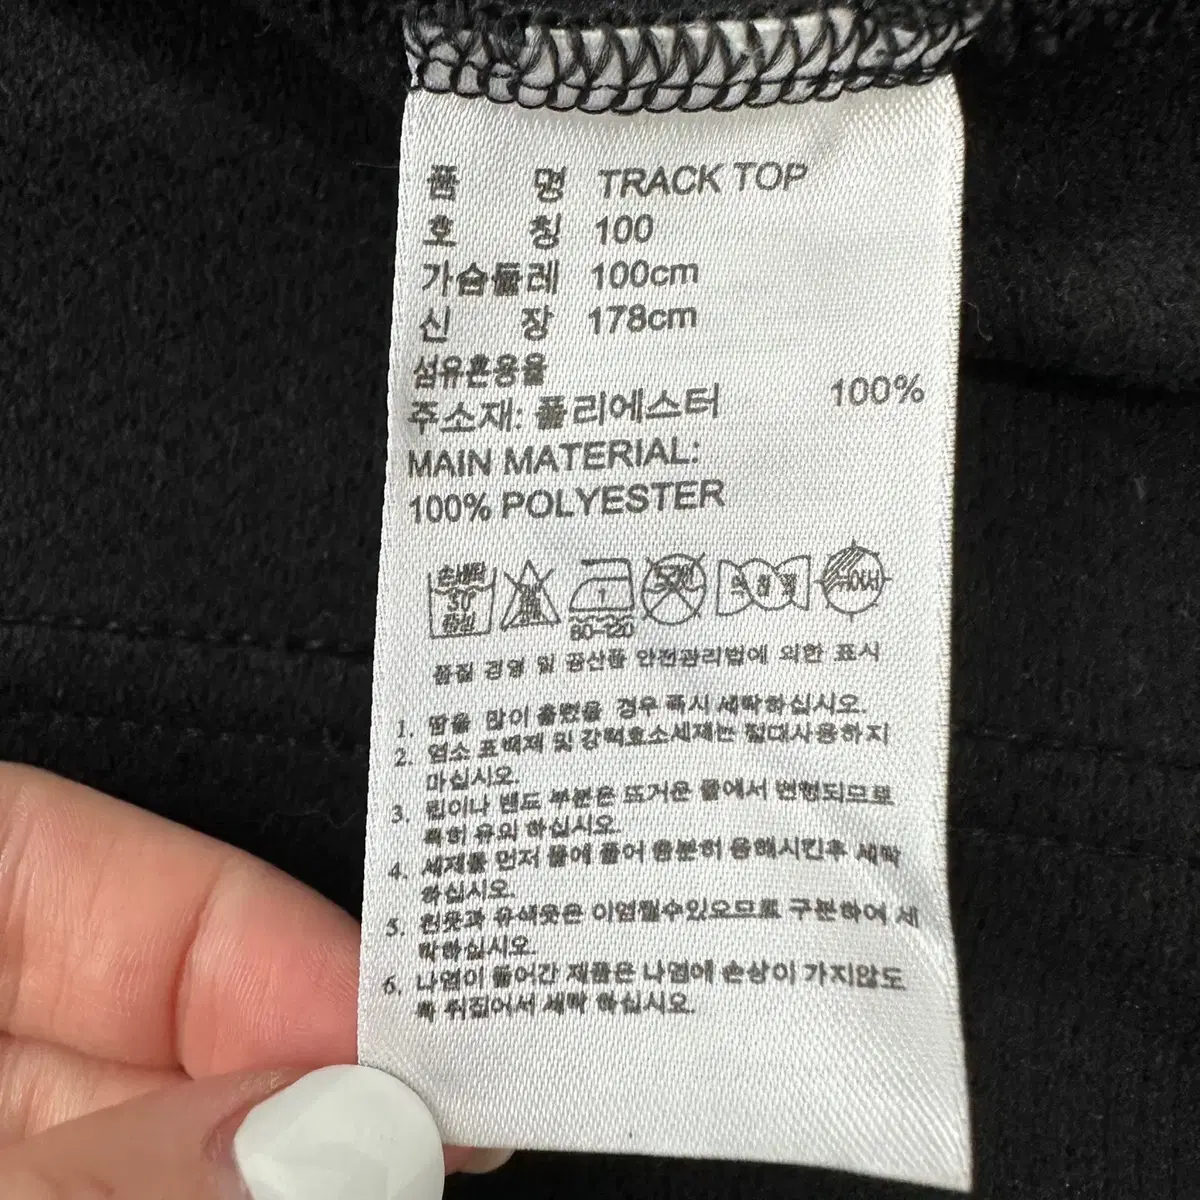 품 명 TRACK TOP
호 칭 100
가슴둘레 100cm
신 장 178cm
섬유혼용율
주소재: 폴리에스터 100%
MAIN MATERIAL:
100% POLYESTER
손세탁
30°
중성
80-120
품질 경영 및 공산품 안전관리법에 의한 표시
1. 땀을 많이 흘렸을 경우 즉시 세탁하십시오.
2. 염소 표백제 및 강력효소세제는 절대사용하지
마십시오.
3. 린이나 밴드 부분은 뜨거운 물에서 변형되므로
특히 유의 하십시오.
4. 세제를 먼저 물에 풀어 충분히 용해시킨후 세탁
하십시오.
5. 흰옷과 유색옷은 이염될수있으므로 구분하여 세
탁하십시오.
6. 나염이 들어간 제품은 나염에 손상이 가지않도
록 뒤집어서 세탁 하십시오.